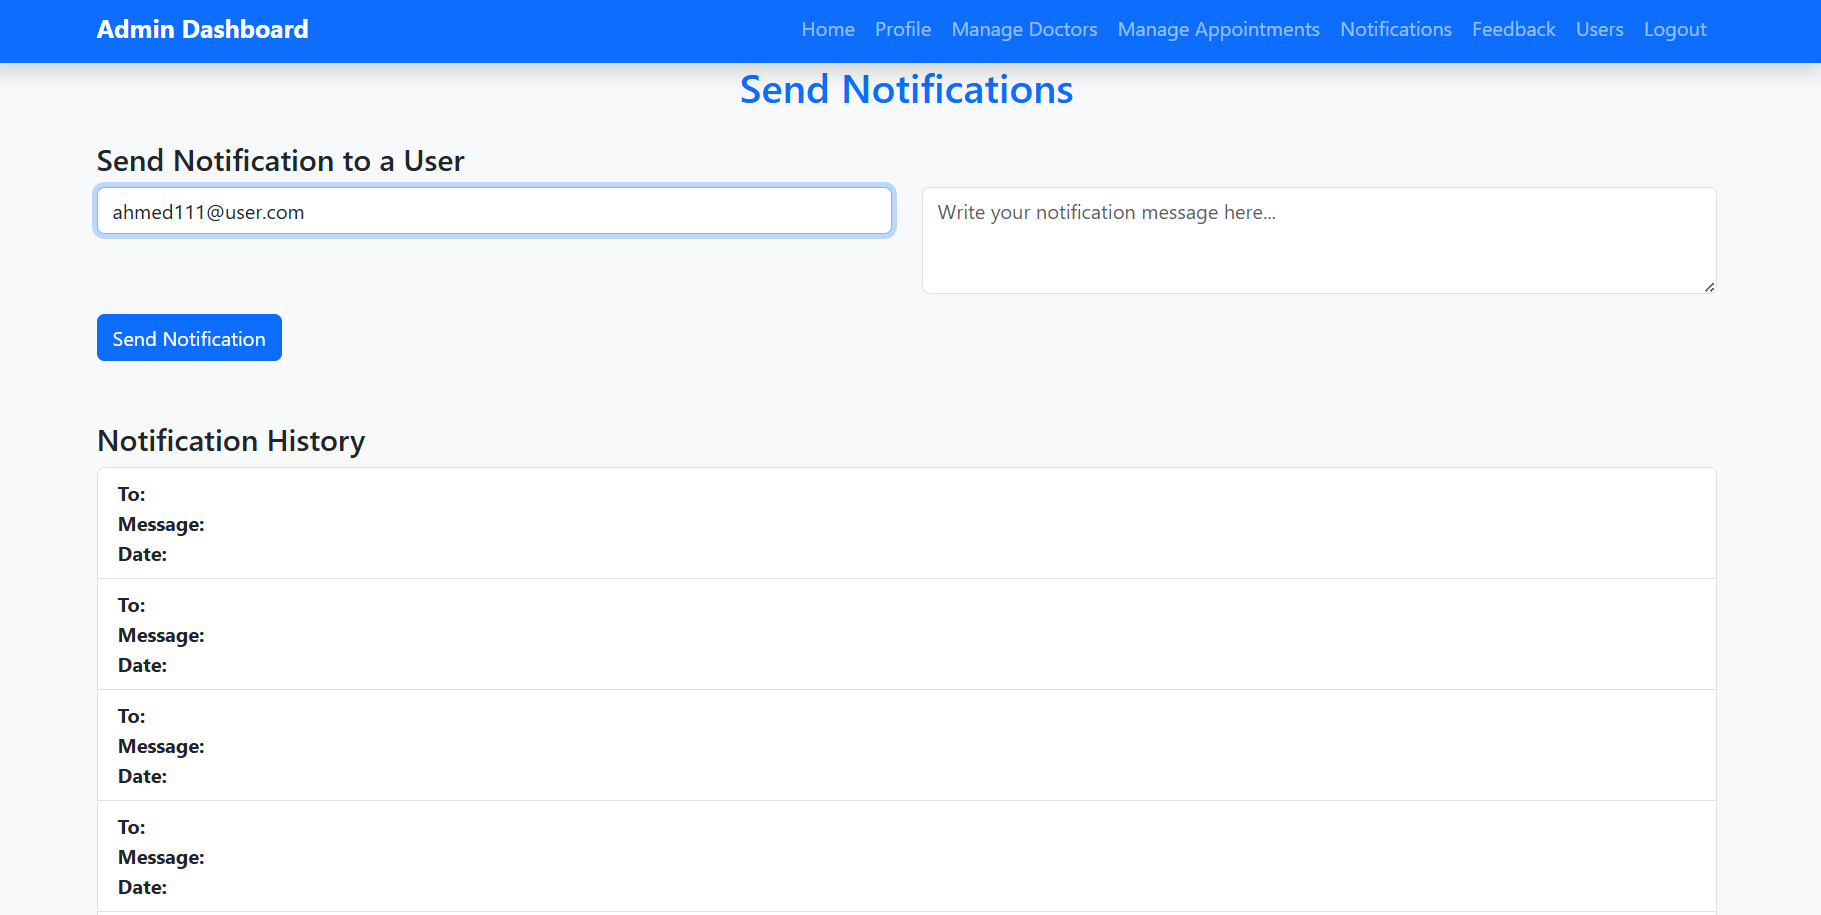 Admin Dashboard Home Profile Manage Doctors Manage Appointments Notifications Feedback Users Logout
Send Notifications
Send Notification to a User
ahmed111@user.com
Write your notification message here...
Send Notification
Notification History
To:
Message:
Date:
To:
Message:
Date:
To:
Message:
Date:
To:
Message:
Date: